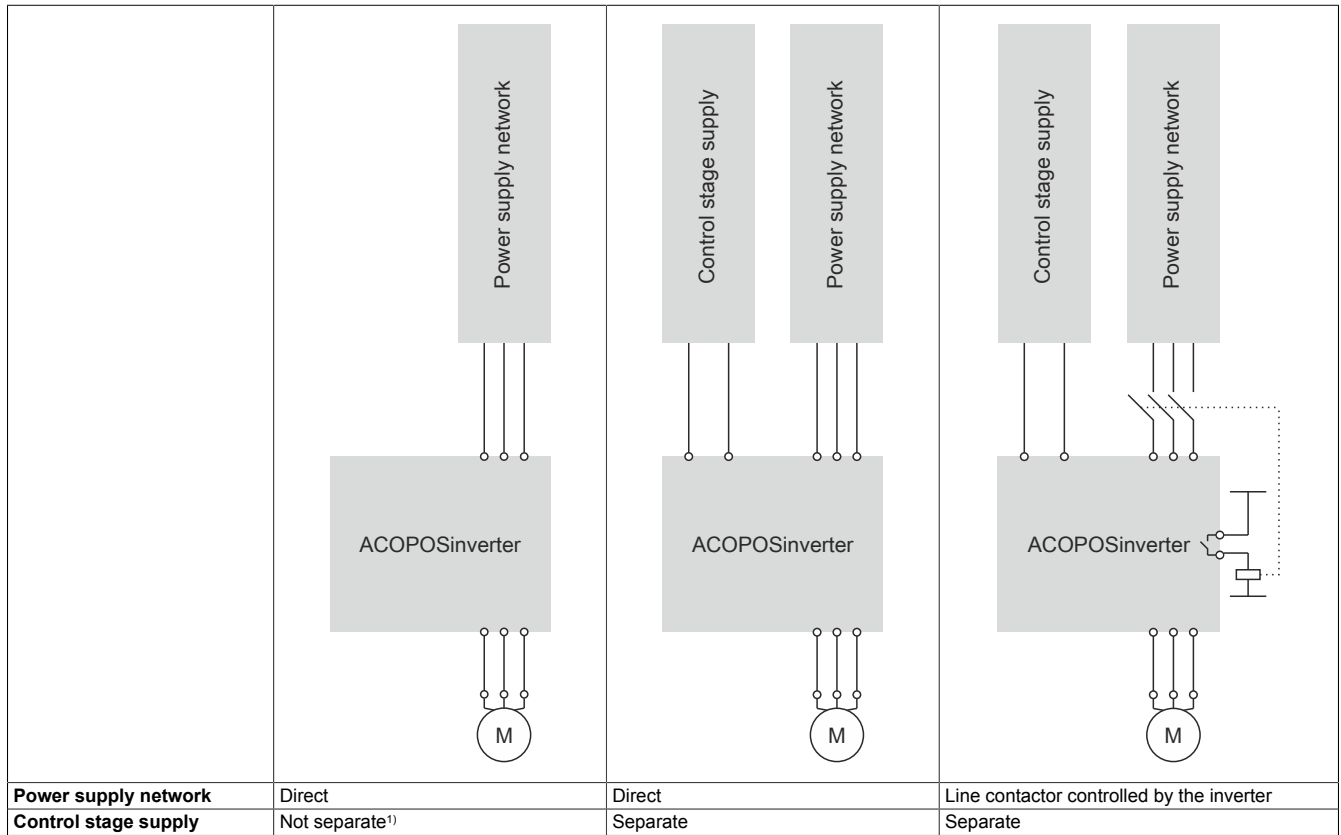 Power supply network
Control stage supply
Power supply network
Control stage supply
Power supply network
ACOPOSinverter
ACOPOSinverter
ACOPOSinverter
M
M
M
Power supply network Direct Direct Line contactor controlled by the inverter
Control stage supply Not separate1) Separate Separate